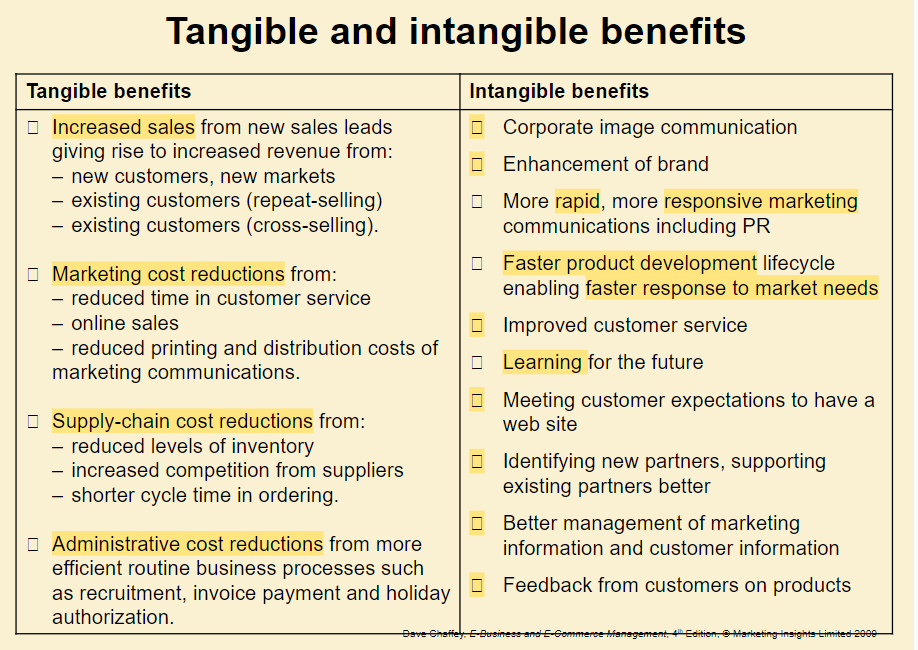 Tangible and intangible benefits
Tangible benefits
Increased sales from new sales leads
giving rise to increased revenue from:
– new customers, new markets
– existing customers (repeat-selling)
– existing customers (cross-selling).
Marketing cost reductions from:
– reduced time in customer service
– online sales
– reduced printing and distribution costs of
marketing communications.
Supply-chain cost reductions from:
– reduced levels of inventory
– increased competition from suppliers
– shorter cycle time in ordering.
Administrative cost reductions from more
efficient routine business processes such
as recruitment, invoice payment and holiday
authorization.
Intangible benefits
Corporate image communication
Enhancement of brand
More rapid, more responsive marketing
communications including PR
Faster product development lifecycle
enabling faster response to market needs
Improved customer service
Learning for the future
Meeting customer expectations to have a
web site
Identifying new partners, supporting
existing partners better
Better management of marketing
information and customer information
Feedback from customers on products
Dave Chaffey, E-Business and E-Commerce Management, 4th Edition, © Marketing Insights Limited 2009